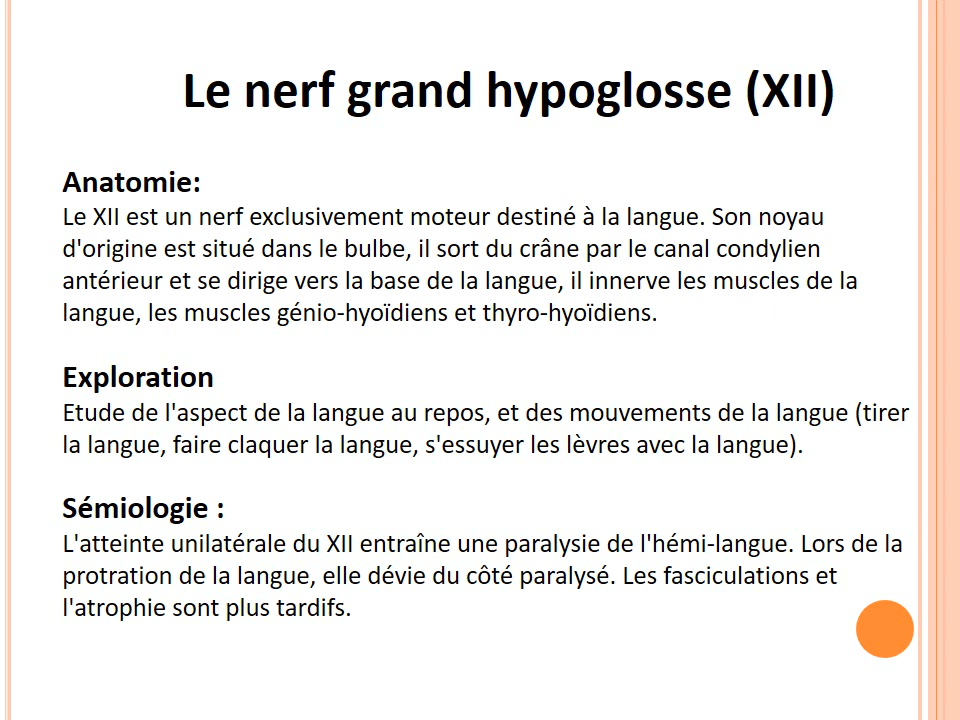 Le nerf grand hypoglosse (XII)
Anatomie:
Le XII est un nerf exclusivement moteur destiné à la langue. Son noyau
d'origine est situé dans le bulbe, il sort du crâne par le canal condylien
antérieur et se dirige vers la base de la langue, il innerve les muscles de la
langue, les muscles génio-hyoïdiens et thyro-hyoïdiens.
Exploration
Etude de l'aspect de la langue au repos, et des mouvements de la langue (tirer
la langue, faire claquer la langue, s'essuyer les lèvres avec la langue).
Sémiologie :
L'atteinte unilatérale du XII entraîne une paralysie de l'hémi-langue. Lors de la
protration de la langue, elle dévie du côté paralysé. Les fasciculations et
l'atrophie sont plus tardifs.